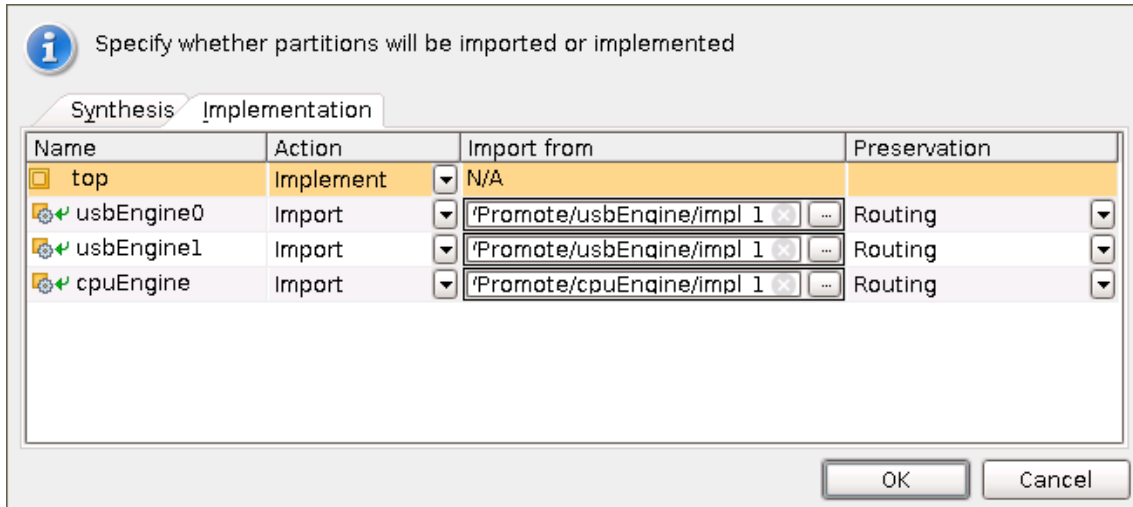 Specify whether partitions will be imported or implemented
Synthesis Implementation
Name Action Import from Preservation
top Implement N/A
usbEngine0 Import /Promote/usbEngine/impl_1 ... Routing
usbEngine1 Import /Promote/usbEngine/impl_1 ... Routing
cpuEngine Import /Promote/cpuEngine/impl_1 ... Routing
OK Cancel